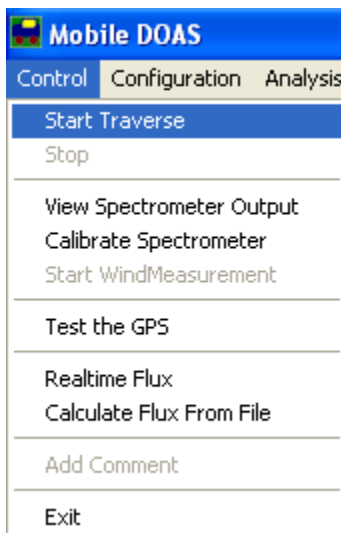 Mobile DOAS
Control Configuration Analysis
Start Traverse
Stop
View Spectrometer Output
Calibrate Spectrometer
Start WindMeasurement
Test the GPS
Realtime Flux
Calculate Flux From File
Add Comment
Exit